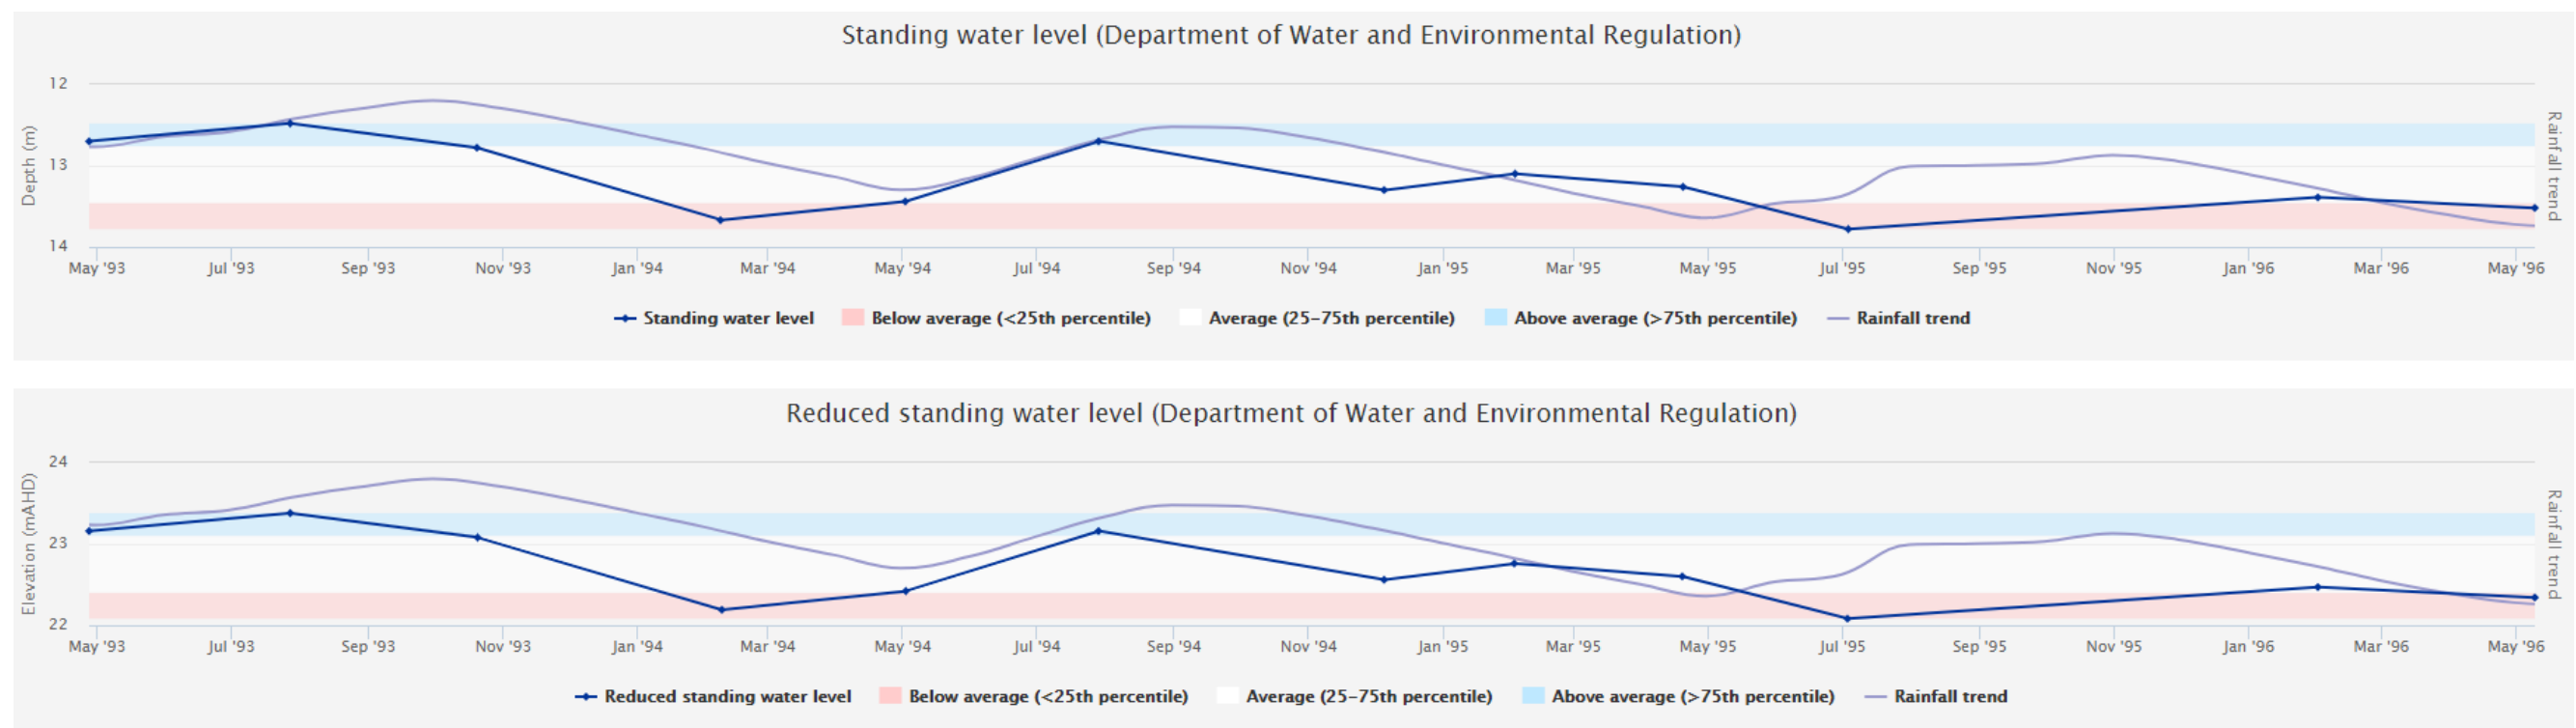 Standing water level (Department of Water and Environmental Regulation)
12
13
14
Depth (m)
Rainfall trend
May '93 Jul '93 Sep '93 Nov '93 Jan '94 Mar '94 May '94 Jul '94 Sep '94 Nov '94 Jan '95 Mar '95 May '95 Jul '95 Sep '95 Nov '95 Jan '96 Mar '96 May '96
Standing water level Below average (<25th percentile) Average (25–75th percentile) Above average (>75th percentile) Rainfall trend
Reduced standing water level (Department of Water and Environmental Regulation)
24
23
22
Elevation (mAHD)
Rainfall trend
May '93 Jul '93 Sep '93 Nov '93 Jan '94 Mar '94 May '94 Jul '94 Sep '94 Nov '94 Jan '95 Mar '95 May '95 Jul '95 Sep '95 Nov '95 Jan '96 Mar '96 May '96
Reduced standing water level Below average (<25th percentile) Average (25–75th percentile) Above average (>75th percentile) Rainfall trend